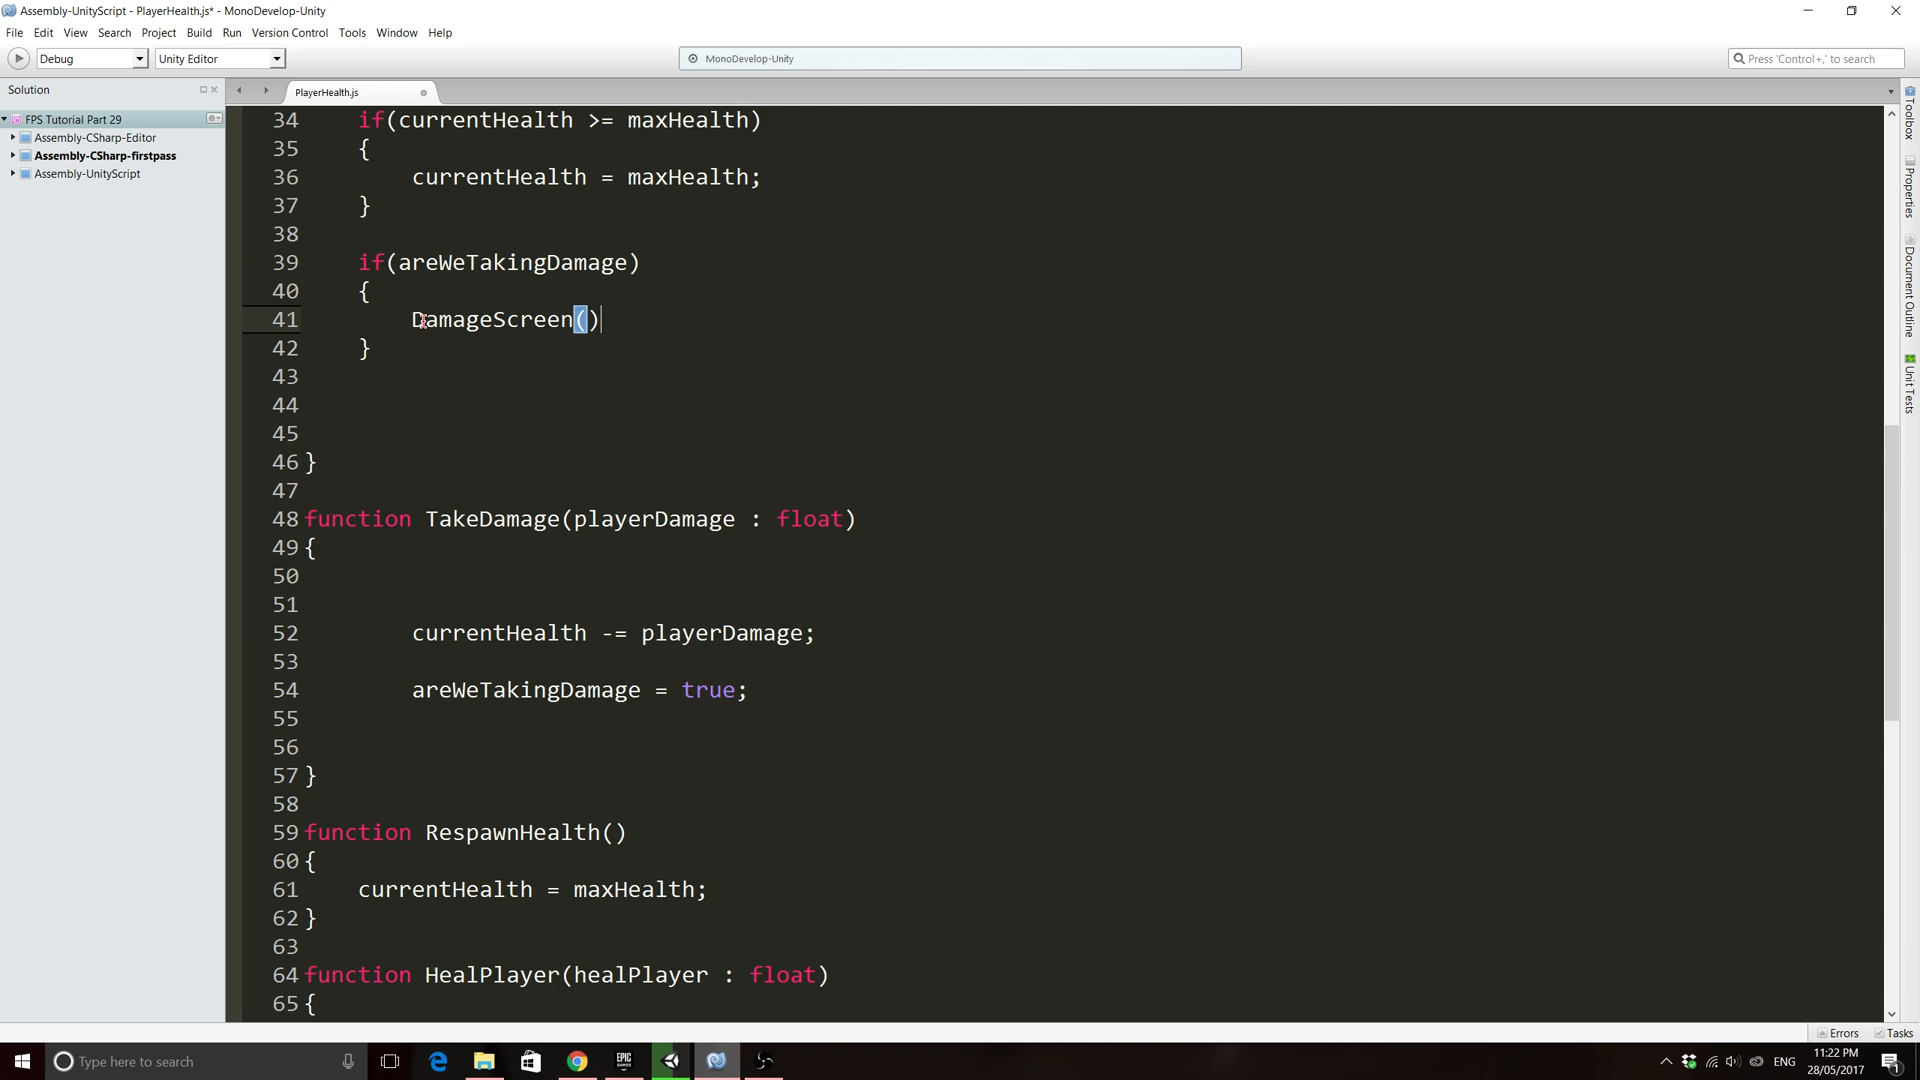 Assembly-UnityScript - PlayerHealth.js* - MonoDevelop-Unity
File Edit View Search Project Build Run Version Control Tools Window Help
Debug Unity Editor MonoDevelop-Unity Press 'Control+,' to search
Solution PlayerHealth.js
FPS Tutorial Part 29
Assembly-CSharp-Editor
Assembly-CSharp-firstpass
Assembly-UnityScript
34 if(currentHealth >= maxHealth)
35 {
36 currentHealth = maxHealth;
37 }
38
39 if(areWeTakingDamage)
40 {
41 DamageScreen()
42 }
43
44
45
46 }
47
48 function TakeDamage(playerDamage : float)
49 {
50
51
52 currentHealth -= playerDamage;
53
54 areWeTakingDamage = true;
55
56
57 }
58
59 function RespawnHealth()
60 {
61 currentHealth = maxHealth;
62 }
63
64 function HealPlayer(healPlayer : float)
65 {
Toolbox
Properties
Document Outline
Unit Tests
Errors Tasks
Type here to search
EPIC GAMES
ENG
11:22 PM
28/05/2017
1